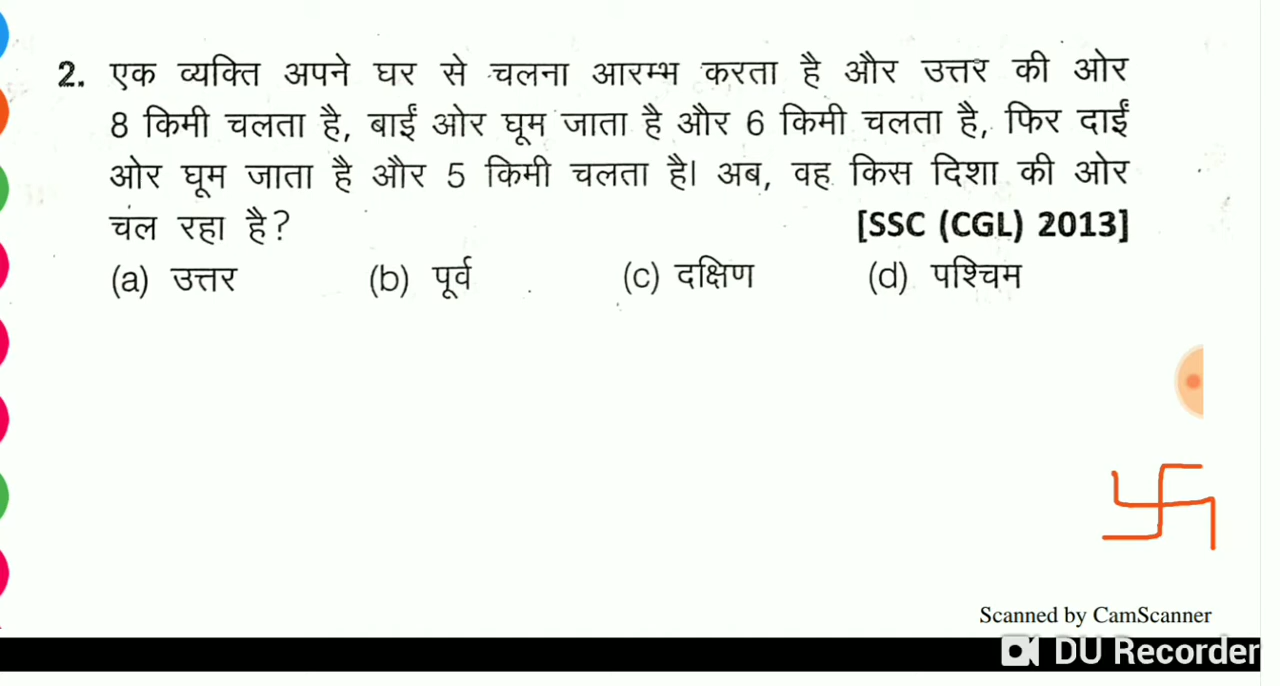 2. एक व्यक्ति अपने घर से चलना आरम्भ करता है और उत्तर की ओर
8 किमी चलता है, बाईं ओर घूम जाता है और 6 किमी चलता है, फिर दाईं
ओर घूम जाता है और 5 किमी चलता है। अब, वह किस दिशा की ओर
चल रहा है? [SSC (CGL) 2013]
(a) उत्तर (b) पूर्व (c) दक्षिण (d) पश्चिम
Scanned by CamScanner
DU Recorder